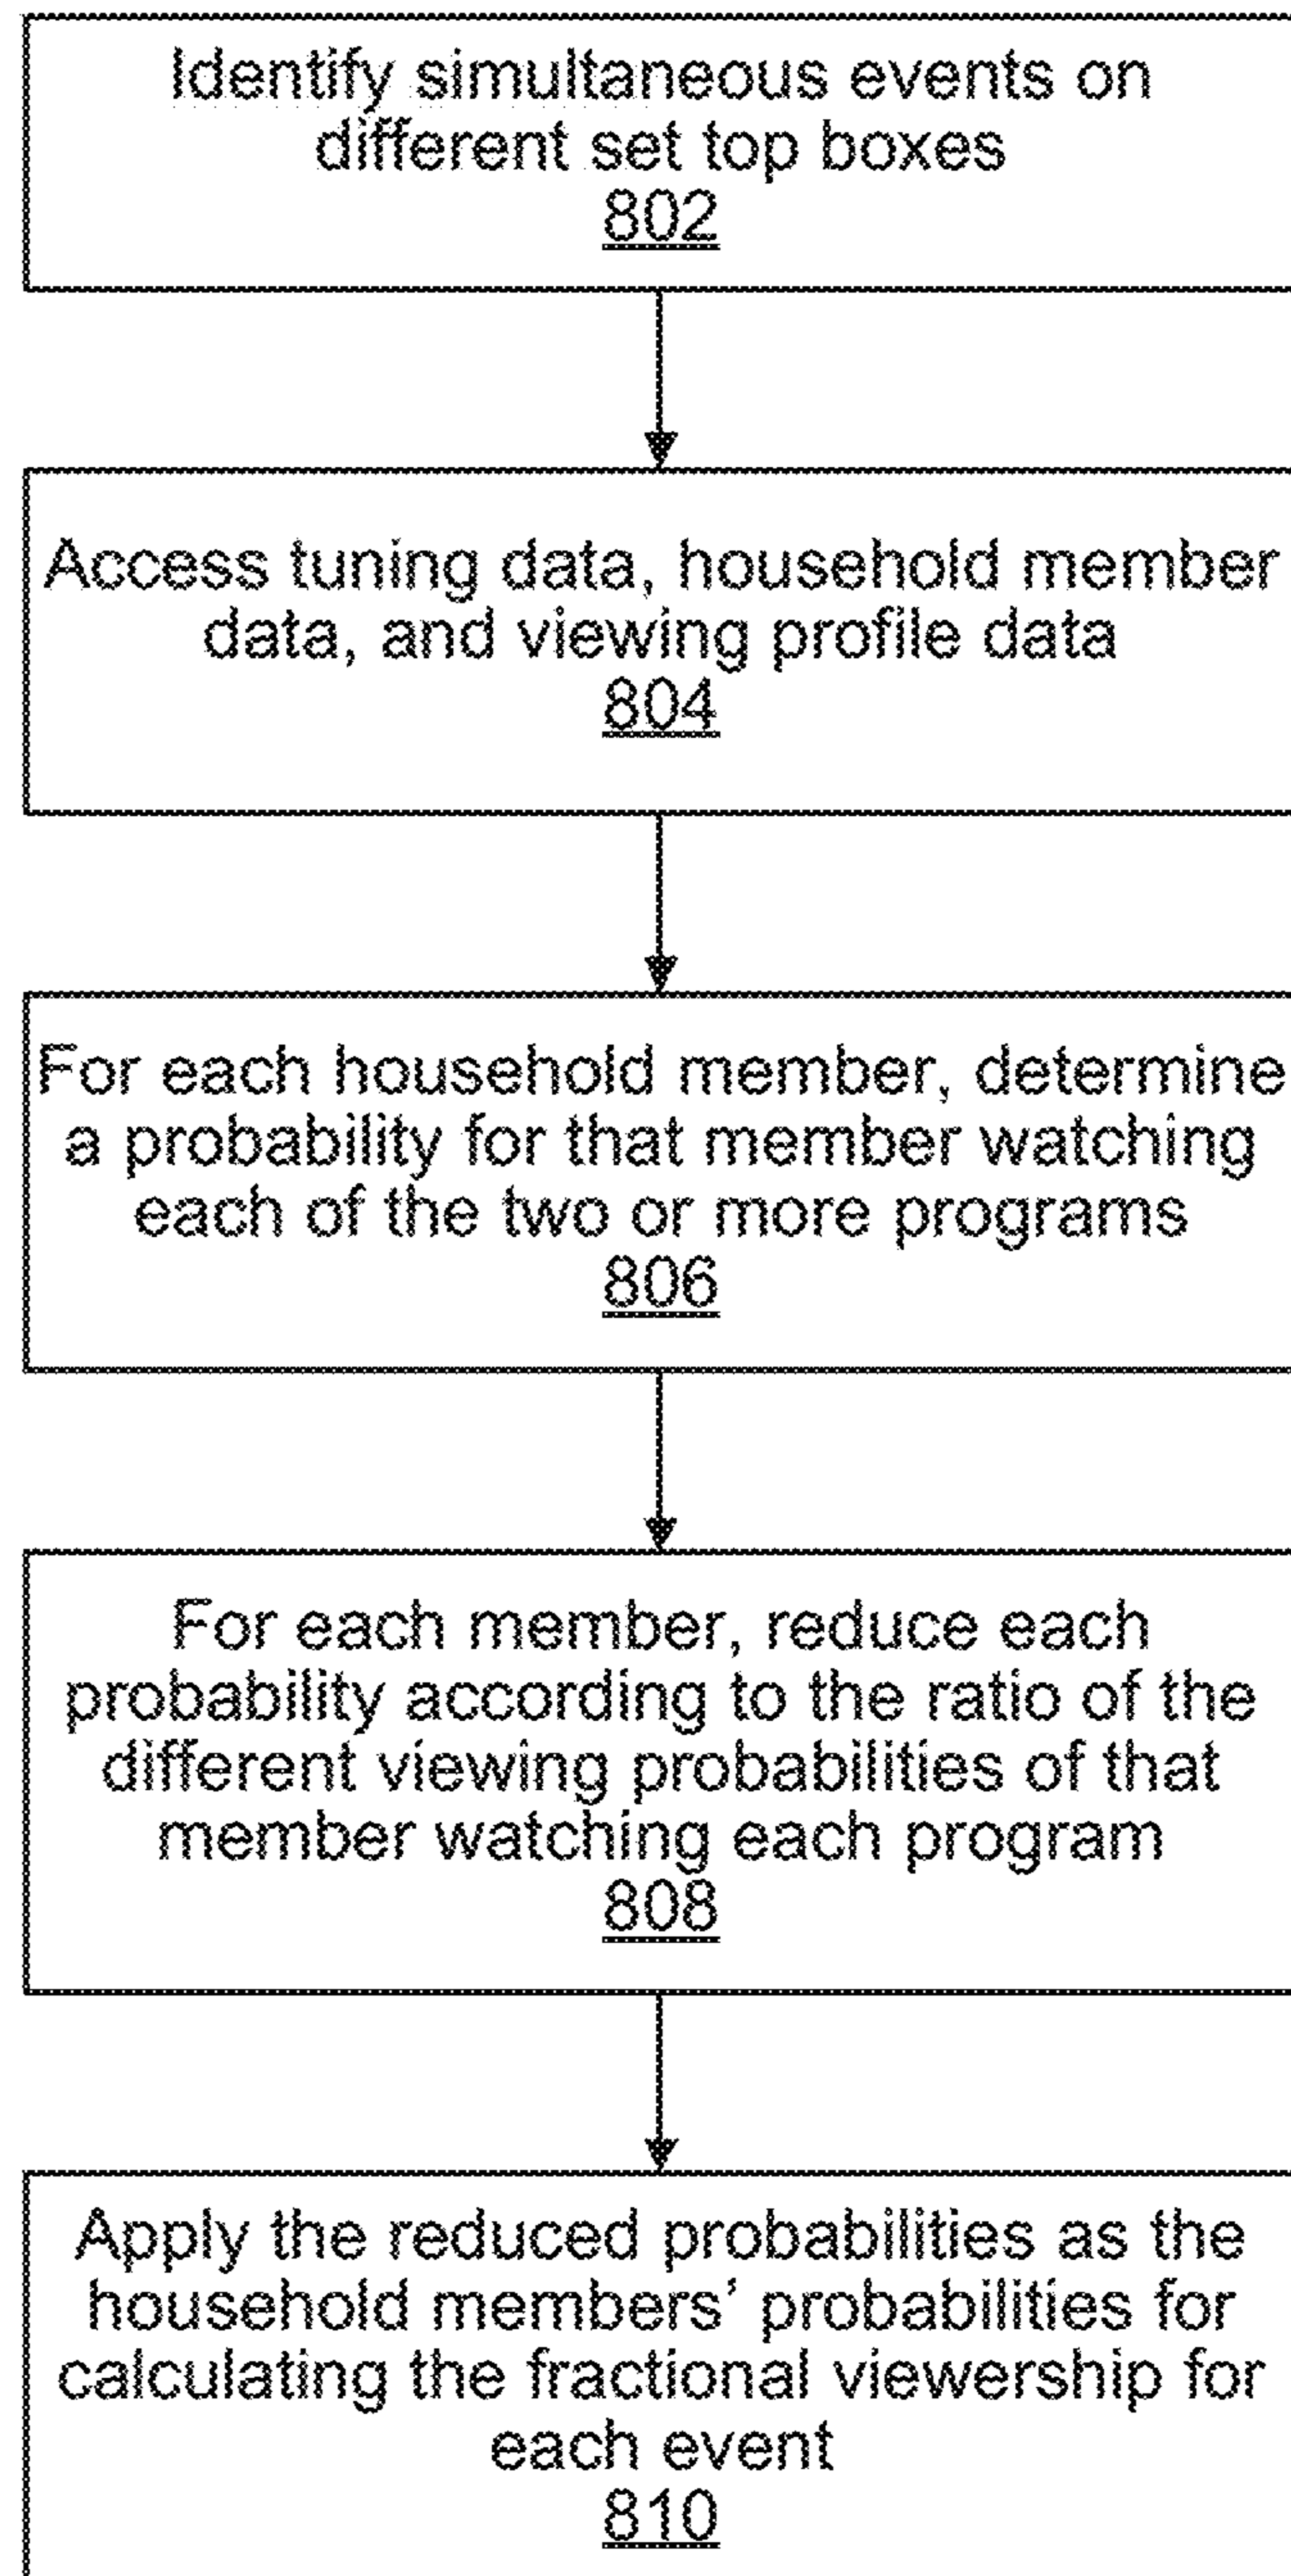 Identify simultaneous events on
different set top boxes
802
Access tuning data, household member
data, and viewing profile data
804
For each household member, determine
a probability for that member watching
each of the two or more programs
806
For each member, reduce each
probability according to the ratio of the
different viewing probabilities of that
member watching each program
808
Apply the reduced probabilities as the
household members' probabilities for
calculating the fractional viewership for
each event
810